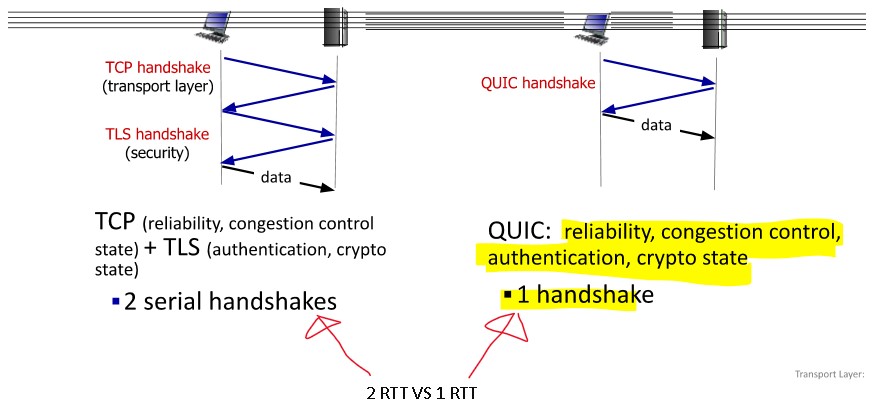 TCP handshake
(transport layer)
TLS handshake
(security)
data
TCP (reliability, congestion control
state) + TLS (authentication, crypto
state)
▪ 2 serial handshakes
QUIC handshake
data
QUIC: reliability, congestion control,
authentication, crypto state
▪ 1 handshake
2 RTT VS 1 RTT
Transport Layer: